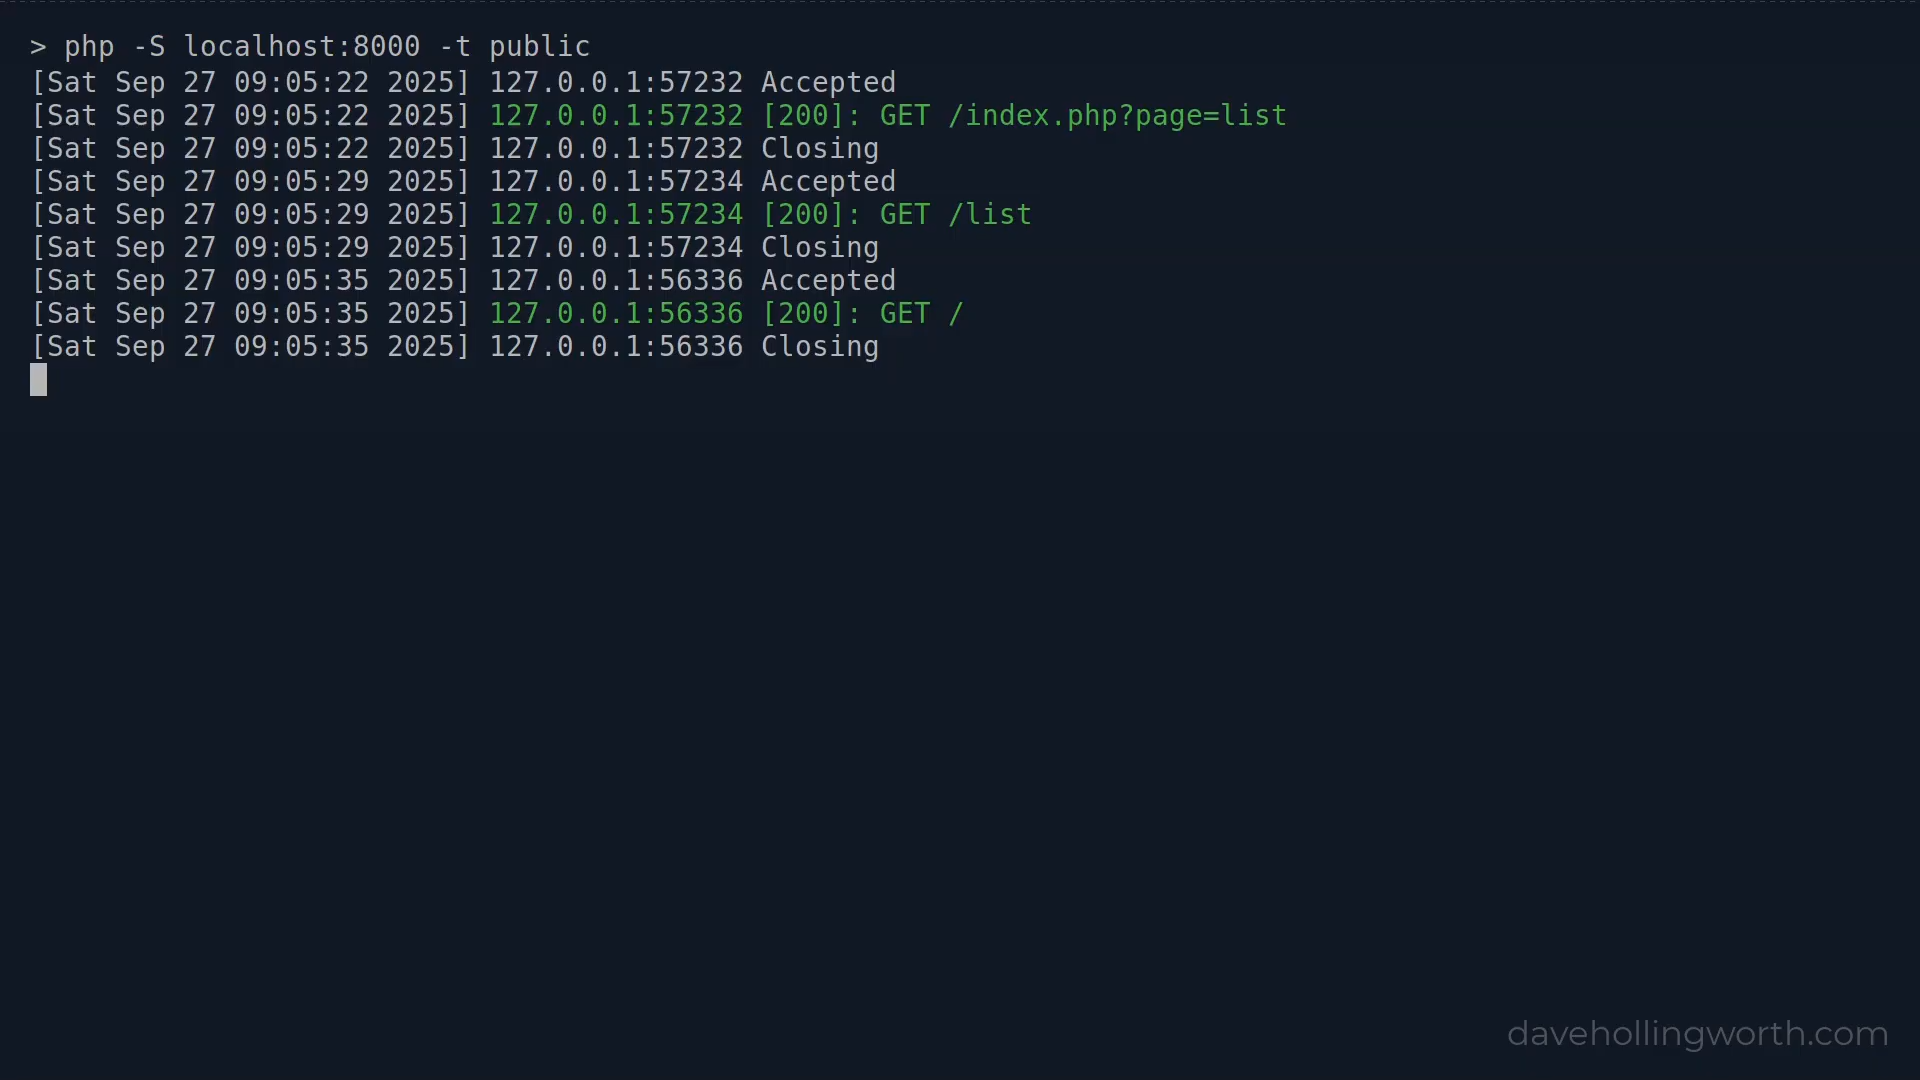 > php -S localhost:8000 -t public
[Sat Sep 27 09:05:22 2025] 127.0.0.1:57232 Accepted
[Sat Sep 27 09:05:22 2025] 127.0.0.1:57232 [200]: GET /index.php?page=list
[Sat Sep 27 09:05:22 2025] 127.0.0.1:57232 Closing
[Sat Sep 27 09:05:29 2025] 127.0.0.1:57234 Accepted
[Sat Sep 27 09:05:29 2025] 127.0.0.1:57234 [200]: GET /list
[Sat Sep 27 09:05:29 2025] 127.0.0.1:57234 Closing
[Sat Sep 27 09:05:35 2025] 127.0.0.1:56336 Accepted
[Sat Sep 27 09:05:35 2025] 127.0.0.1:56336 [200]: GET /
[Sat Sep 27 09:05:35 2025] 127.0.0.1:56336 Closing
davehollingworth.com